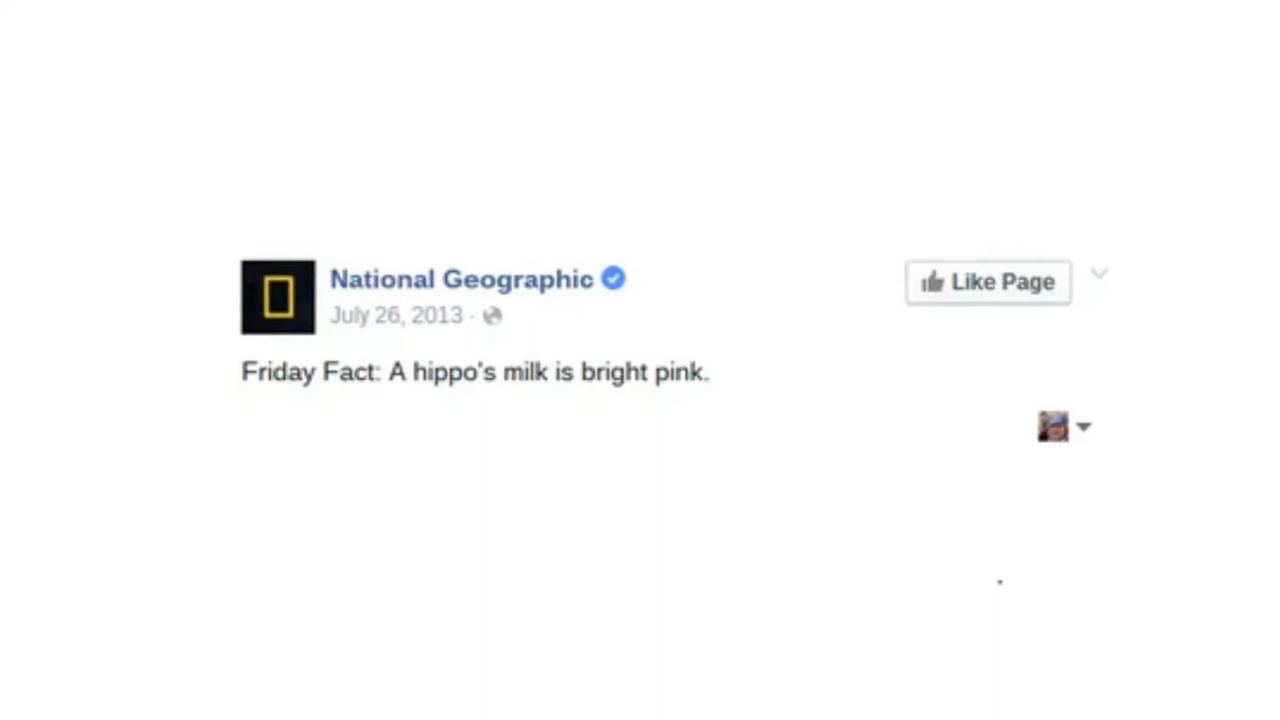 National Geographic
Like Page
July 26, 2013 ·
Friday Fact: A hippo's milk is bright pink.